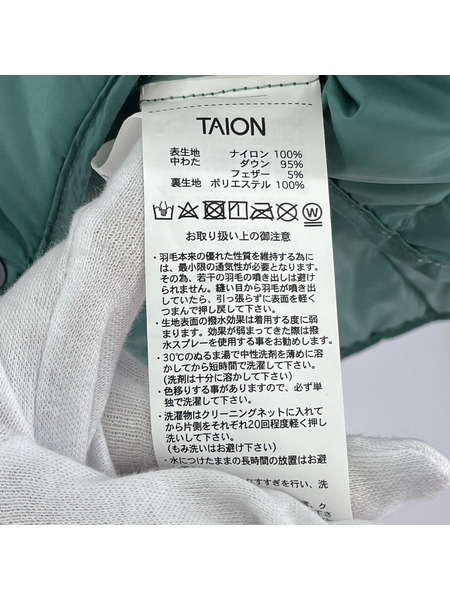 TAION
表生地 ナイロン 100%
中わた ダウン 95%
フェザー 5%
裏生地 ポリエステル 100%
W
お取り扱い上の御注意
・羽毛本来の優れた性質を維持する為に
は、最小限の通気性が必要となります。
その為、若干の羽毛が噴き出しは避け
られません。縫い目から羽毛が噴き出
していたら、引っ張らずに表面を軽く
つまんで押し戻して下さい。
・生地表面の撥水効果は着用する度に弱
まります。効果が弱まってきた際は撥
水スプレーを使用する事をお勧めします。
・30℃のぬるま湯で中性洗剤を薄めに溶
かしてから短時間で洗濯して下さい。
(洗剤は十分に溶かして下さい)
・色移りする事がありますので、必ず単
独で洗濯して下さい。
・洗濯物はクリーニングネットに入れて
から片側をそれぞれ20回程度軽く押し
洗いして下さい。
(もみ洗いはお避け下さい)
・水につけたままの長時間の放置はお避
すすぎを行い、洗